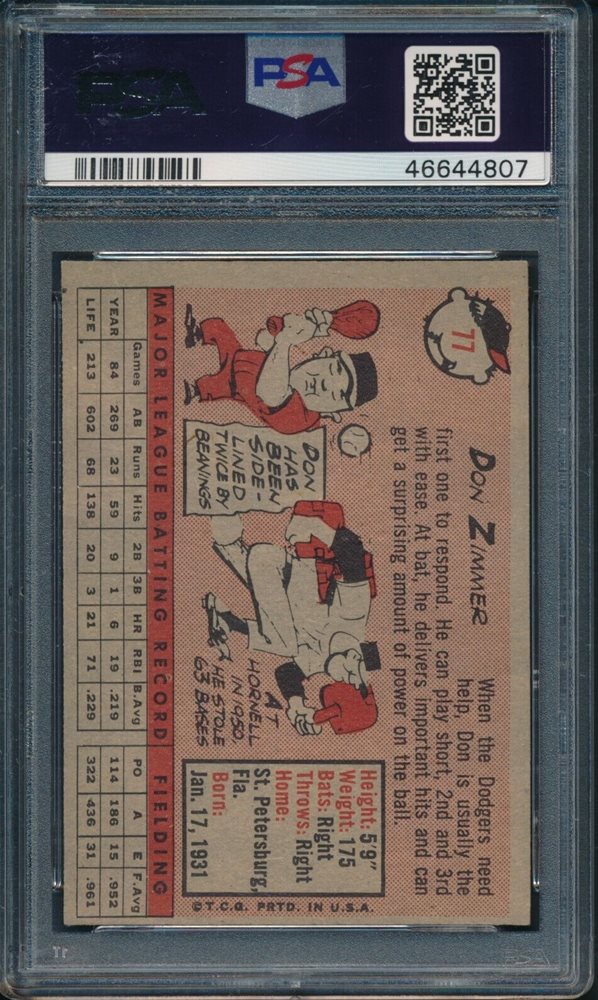 PSA
PSA
46644807
77
DON ZIMMER
When the Dodgers need
help, Don is usually the
first one to respond. He can play short, 2nd and 3rd
with ease. At bat, he delivers important hits and can
get a surprising amount of power on the ball.
DON
HAS
BEEN
SIDE-
LINED
TWICE BY
BEANINGS
AT
HORNELL
IN 1950,
HE STOLE
63 BASES
Height: 5'9"
Weight: 175
Bats: Right
Throws: Right
Home:
St. Petersburg,
Fla.
Born:
Jan. 17, 1931
©T.C.G. PRTD. IN U.S.A.
MAJOR LEAGUE BATTING RECORD FIELDING
Games AB Runs Hits 2B 3B HR RBI B.Avg PO A E F.Avg
YEAR 84 269 23 59 9 1 6 19 .219 114 186 15 .952
LIFE 213 602 68 138 20 3 21 71 .229 322 436 31 .961